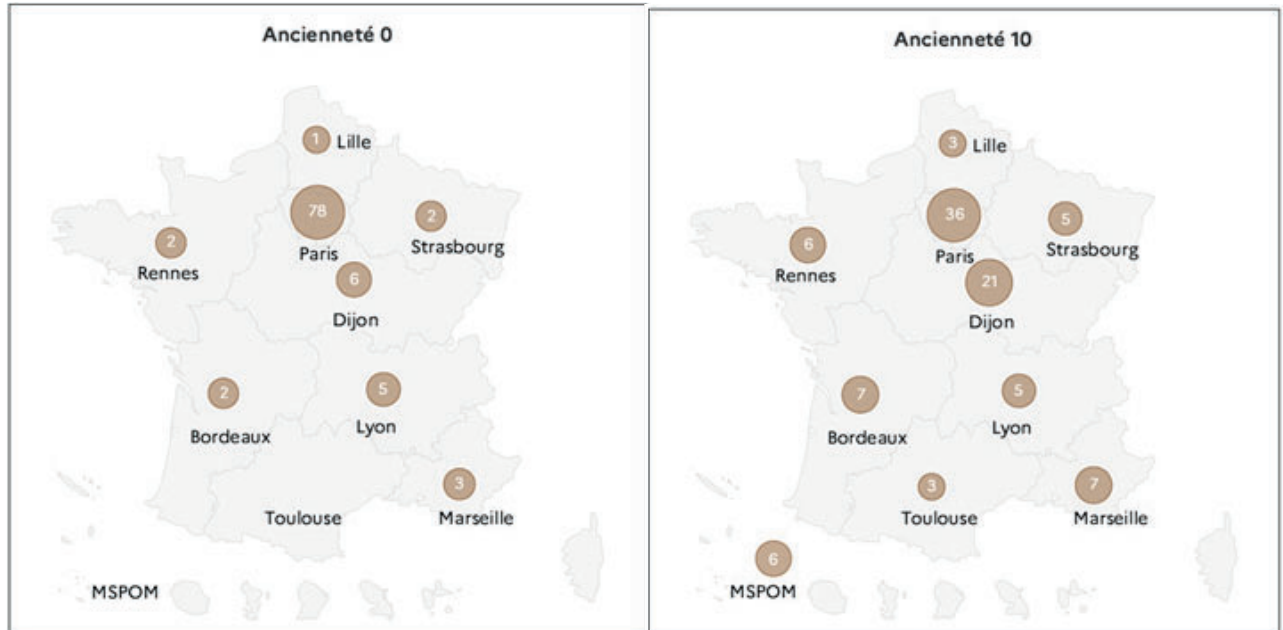 Ancienneté 0
1 Lille
78
Paris
2
Strasbourg
2
Rennes
6
Dijon
2
Bordeaux
5
Lyon
3
Marseille
Toulouse
MSPOM
Ancienneté 10
3 Lille
36
Paris
5
Strasbourg
6
Rennes
21
Dijon
7
Bordeaux
5
Lyon
3
Toulouse
7
Marseille
6
MSPOM